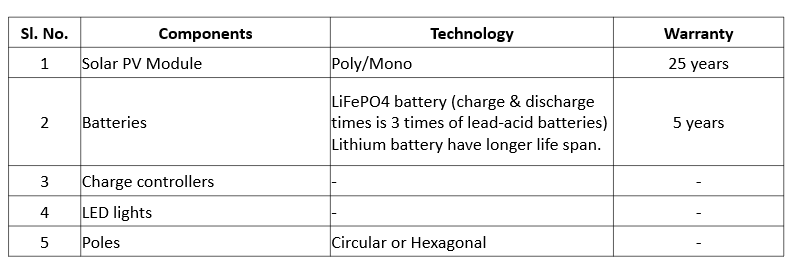 Sl. No. Components Technology Warranty
1 Solar PV Module Poly/Mono 25 years
LiFePO4 battery (charge & discharge
2 Batteries times is 3 times of lead-acid batteries) 5 years
Lithium battery have longer life span.
3 Charge controllers - -
4 LED lights - -
5 Poles Circular or Hexagonal -